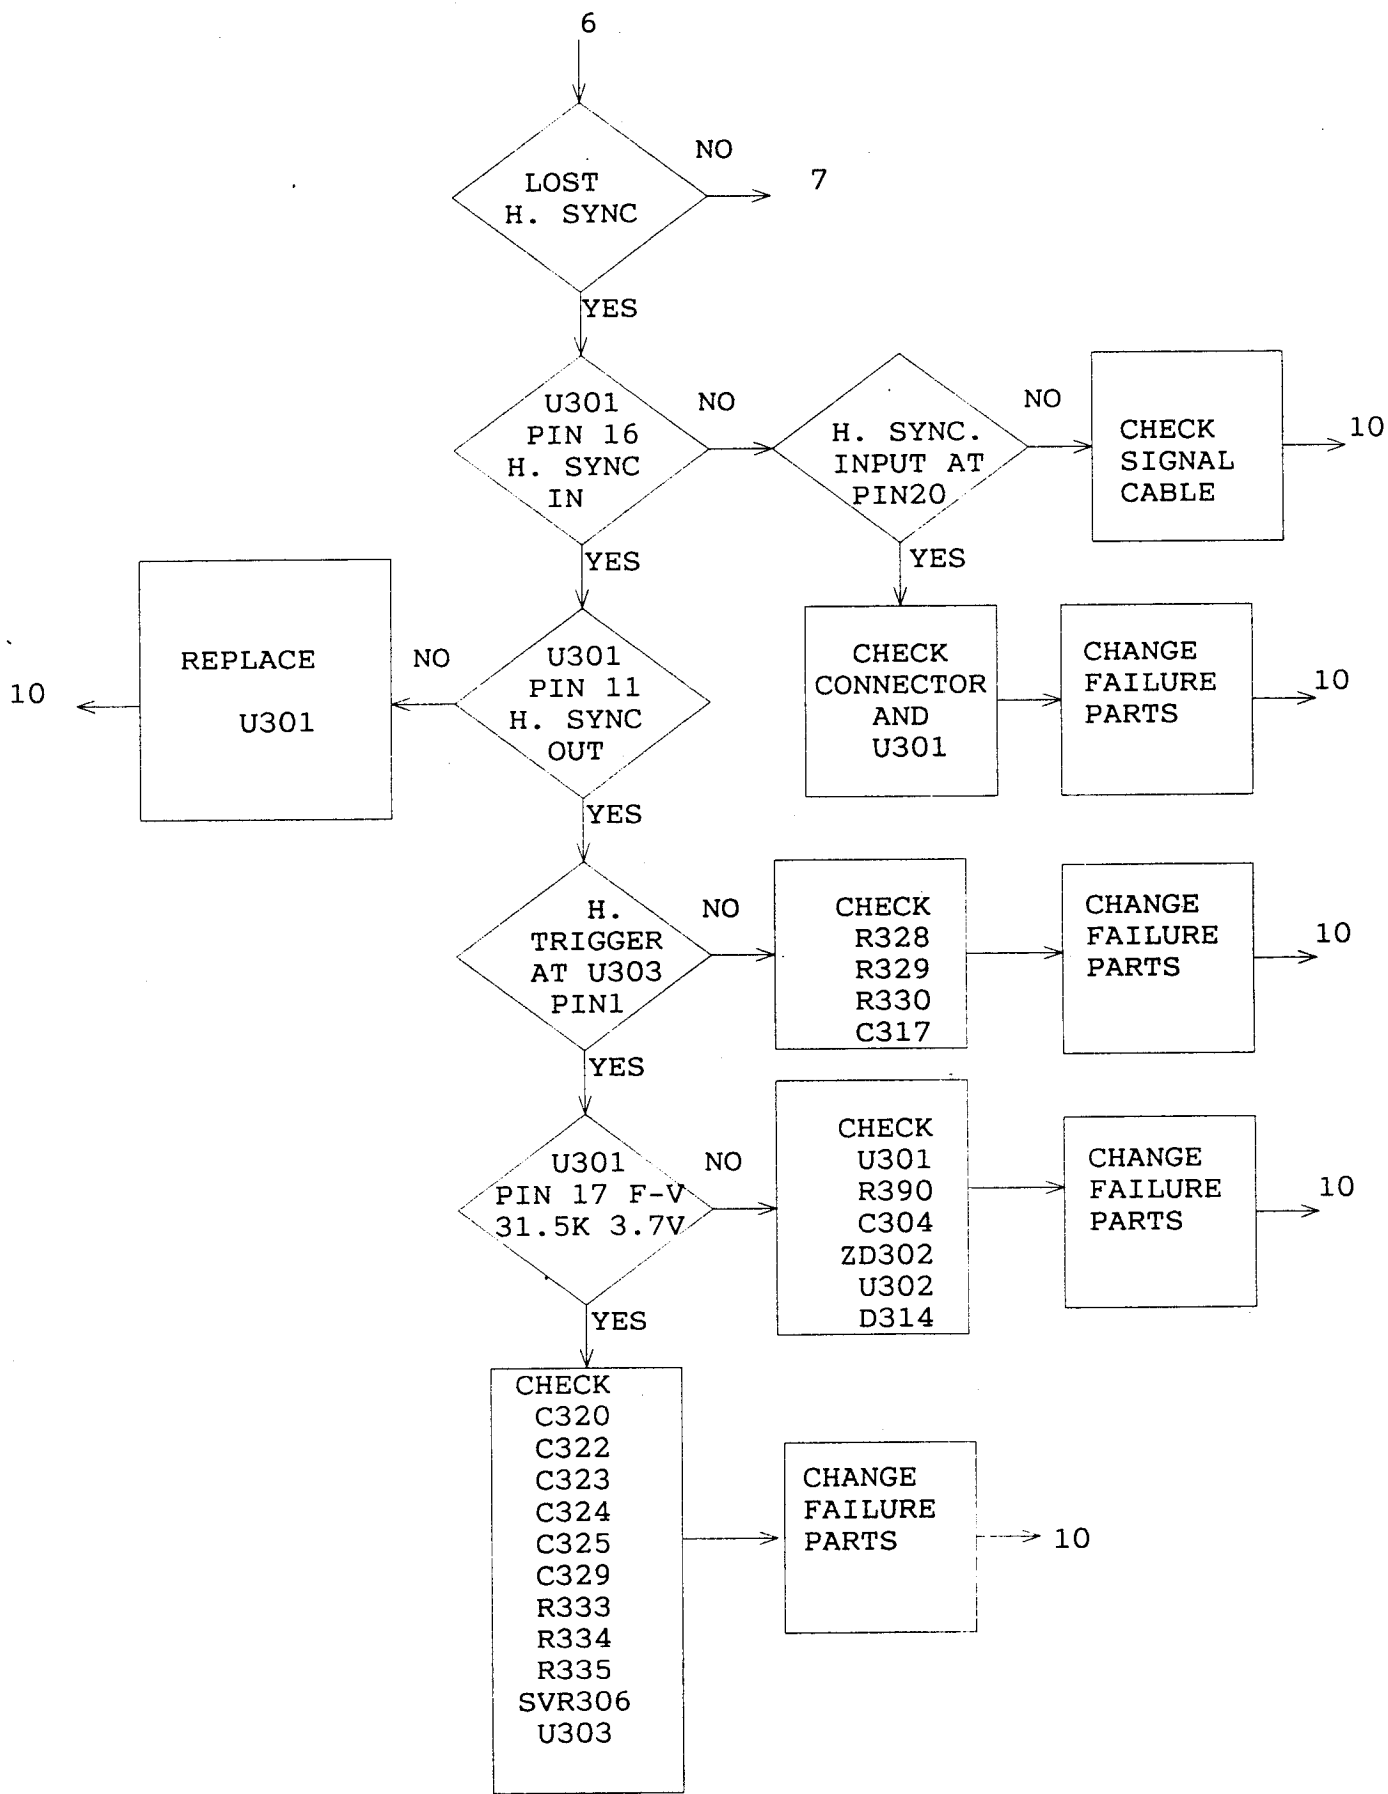 6
LOST
H. SYNC
NO
7
YES
U301
PIN 16
H. SYNC
IN
NO
H. SYNC.
INPUT AT
PIN20
NO
CHECK
SIGNAL
CABLE
10
YES
YES
10
REPLACE
U301
NO
U301
PIN 11
H. SYNC
OUT
CHECK
CONNECTOR
AND
U301
CHANGE
FAILURE
PARTS
10
YES
H.
TRIGGER
AT U303
PIN1
NO
CHECK
R328
R329
R330
C317
CHANGE
FAILURE
PARTS
10
YES
U301
PIN 17 F-V
31.5K 3.7V
NO
CHECK
U301
R390
C304
ZD302
U302
D314
CHANGE
FAILURE
PARTS
10
YES
CHECK
C320
C322
C323
C324
C325
C329
R333
R334
R335
SVR306
U303
CHANGE
FAILURE
PARTS
10